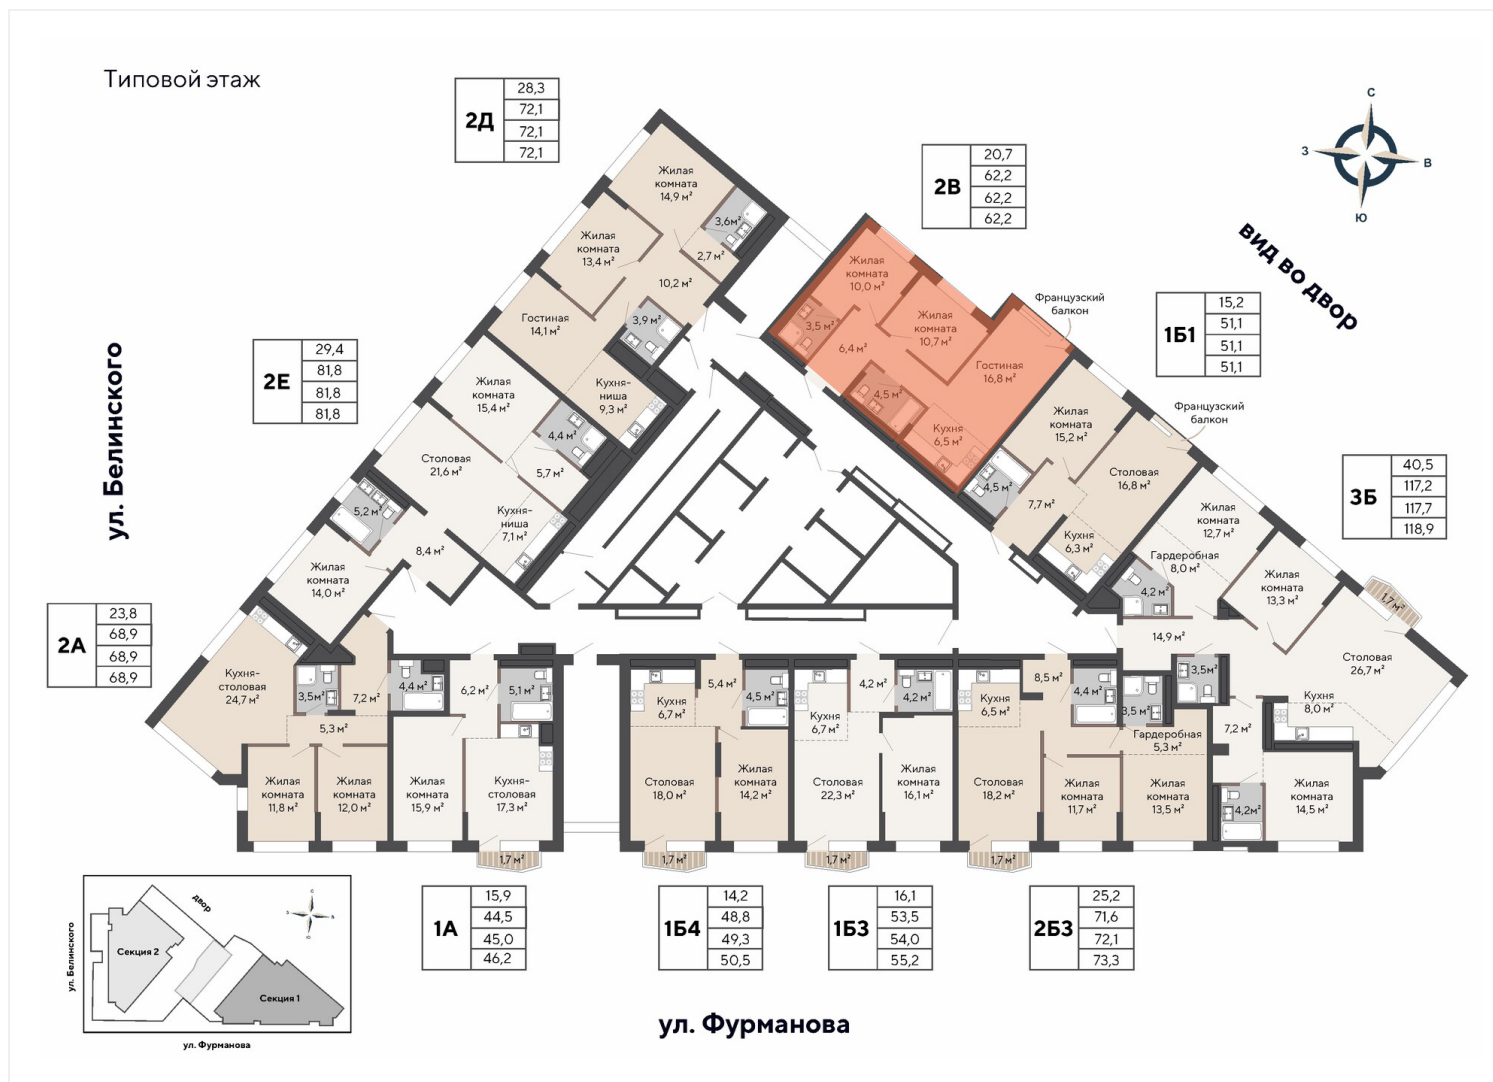 Типовой этаж
2Д
28,3
72,1
72,1
72,1
2В
20,7
62,2
62,2
62,2
С
З
В
Ю
вид во двор
1Б1
15,2
51,1
51,1
51,1
2Е
29,4
81,8
81,8
81,8
3Б
40,5
117,2
117,7
118,9
2А
23,8
68,9
68,9
68,9
ул. Белинского
Жилая
комната
14,9 м²
3,6м²
2,7 м²
Жилая
комната
13,4 м²
10,2 м²
Гостиная
14,1 м²
3,9 м²
Кухня-
ниша
9,3 м²
Жилая
комната
15,4 м²
4,4 м²
5,7 м²
Столовая
21,6 м²
Кухня-
ниша
7,1 м²
5,2 м²
8,4 м²
Жилая
комната
14,0 м²
Жилая
комната
10,0 м²
3,5 м²
6,4 м²
Жилая
комната
10,7 м²
Французский
балкон
Гостиная
16,8 м²
4,5 м²
Кухня
6,5 м²
Французский
балкон
Жилая
комната
15,2 м²
Столовая
16,8 м²
4,5 м²
7,7 м²
Кухня
6,3 м²
Жилая
комната
12,7 м²
Гардеробная
8,0 м²
4,2 м²
Жилая
комната
13,3 м²
1,7 м²
14,9 м²
Столовая
26,7 м²
3,5м²
Кухня
8,0 м²
7,2 м²
4,2м²
Жилая
комната
14,5 м²
Кухня-
столовая
24,7 м²
3,5м²
7,2 м²
4,4 м²
5,3 м²
Жилая
комната
11,8 м²
Жилая
комната
12,0 м²
6,2 м²
5,1 м²
Жилая
комната
15,9 м²
Кухня-
столовая
17,3 м²
1,7 м²
5,4 м²
4,5 м²
Кухня
6,7 м²
Столовая
18,0 м²
Жилая
комната
14,2 м²
1,7 м²
4,2 м²
4,2 м²
Кухня
6,7 м²
Столовая
22,3 м²
Жилая
комната
16,1 м²
1,7 м²
8,5 м²
4,4 м²
Кухня
6,5 м²
3,5м²
Гардеробная
5,3 м²
Столовая
18,2 м²
Жилая
комната
11,7 м²
Жилая
комната
13,5 м²
1,7 м²
1А
15,9
44,5
45,0
46,2
1Б4
14,2
48,8
49,3
50,5
1Б3
16,1
53,5
54,0
55,2
2Б3
25,2
71,6
72,1
73,3
ул. Фурманова
ул. Белинского
двор
Секция 2
Секция 1
ул. Фурманова